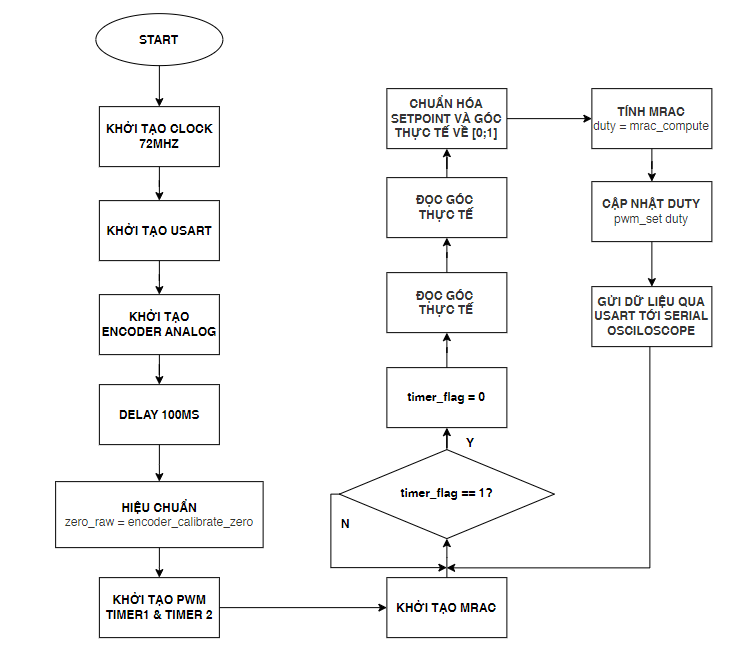 START
KHỞI TẠO CLOCK
72MHZ
KHỞI TẠO USART
KHỞI TẠO
ENCODER ANALOG
DELAY 100MS
HIỆU CHUẨN
zero_raw = encoder_calibrate_zero
KHỞI TẠO PWM
TIMER1 & TIMER 2
KHỞI TẠO MRAC
timer_flag == 1?
N
Y
timer_flag = 0
ĐỌC GÓC
THỰC TẾ
ĐỌC GÓC
THỰC TẾ
CHUẨN HÓA
SETPOINT VÀ GÓC
THỰC TẾ VỀ [0;1]
TÍNH MRAC
duty = mrac_compute
CẬP NHẬT DUTY
pwm_set duty
GỬI DỮ LIỆU QUA
USART TỚI SERIAL
OSCILOSCOPE